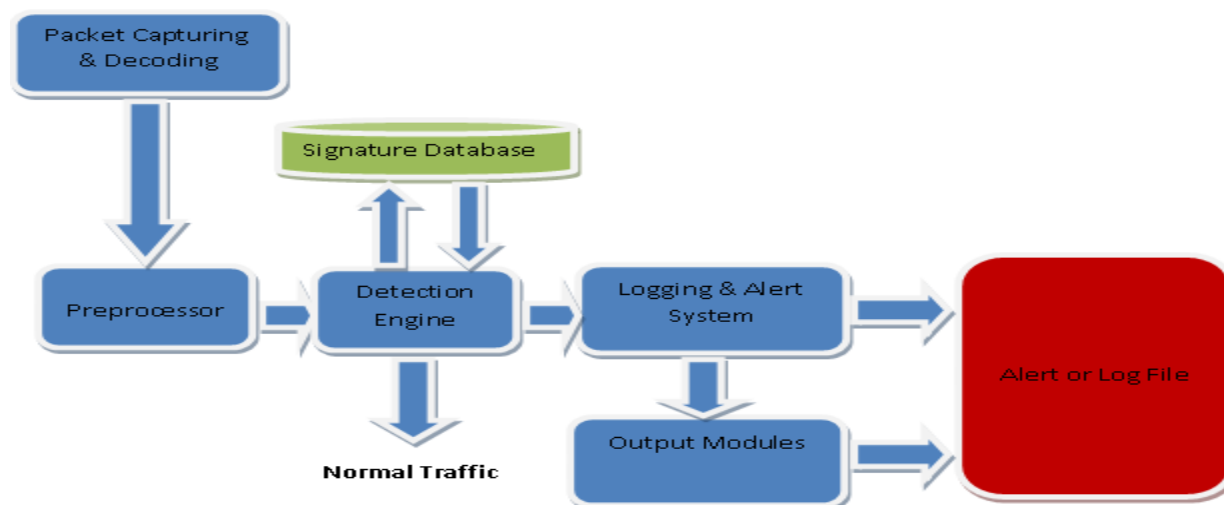 Packet Capturing
& Decoding
Signature Database
Preprocessor
Detection
Engine
Logging & Alert
System
Alert or Log File
Output Modules
Normal Traffic